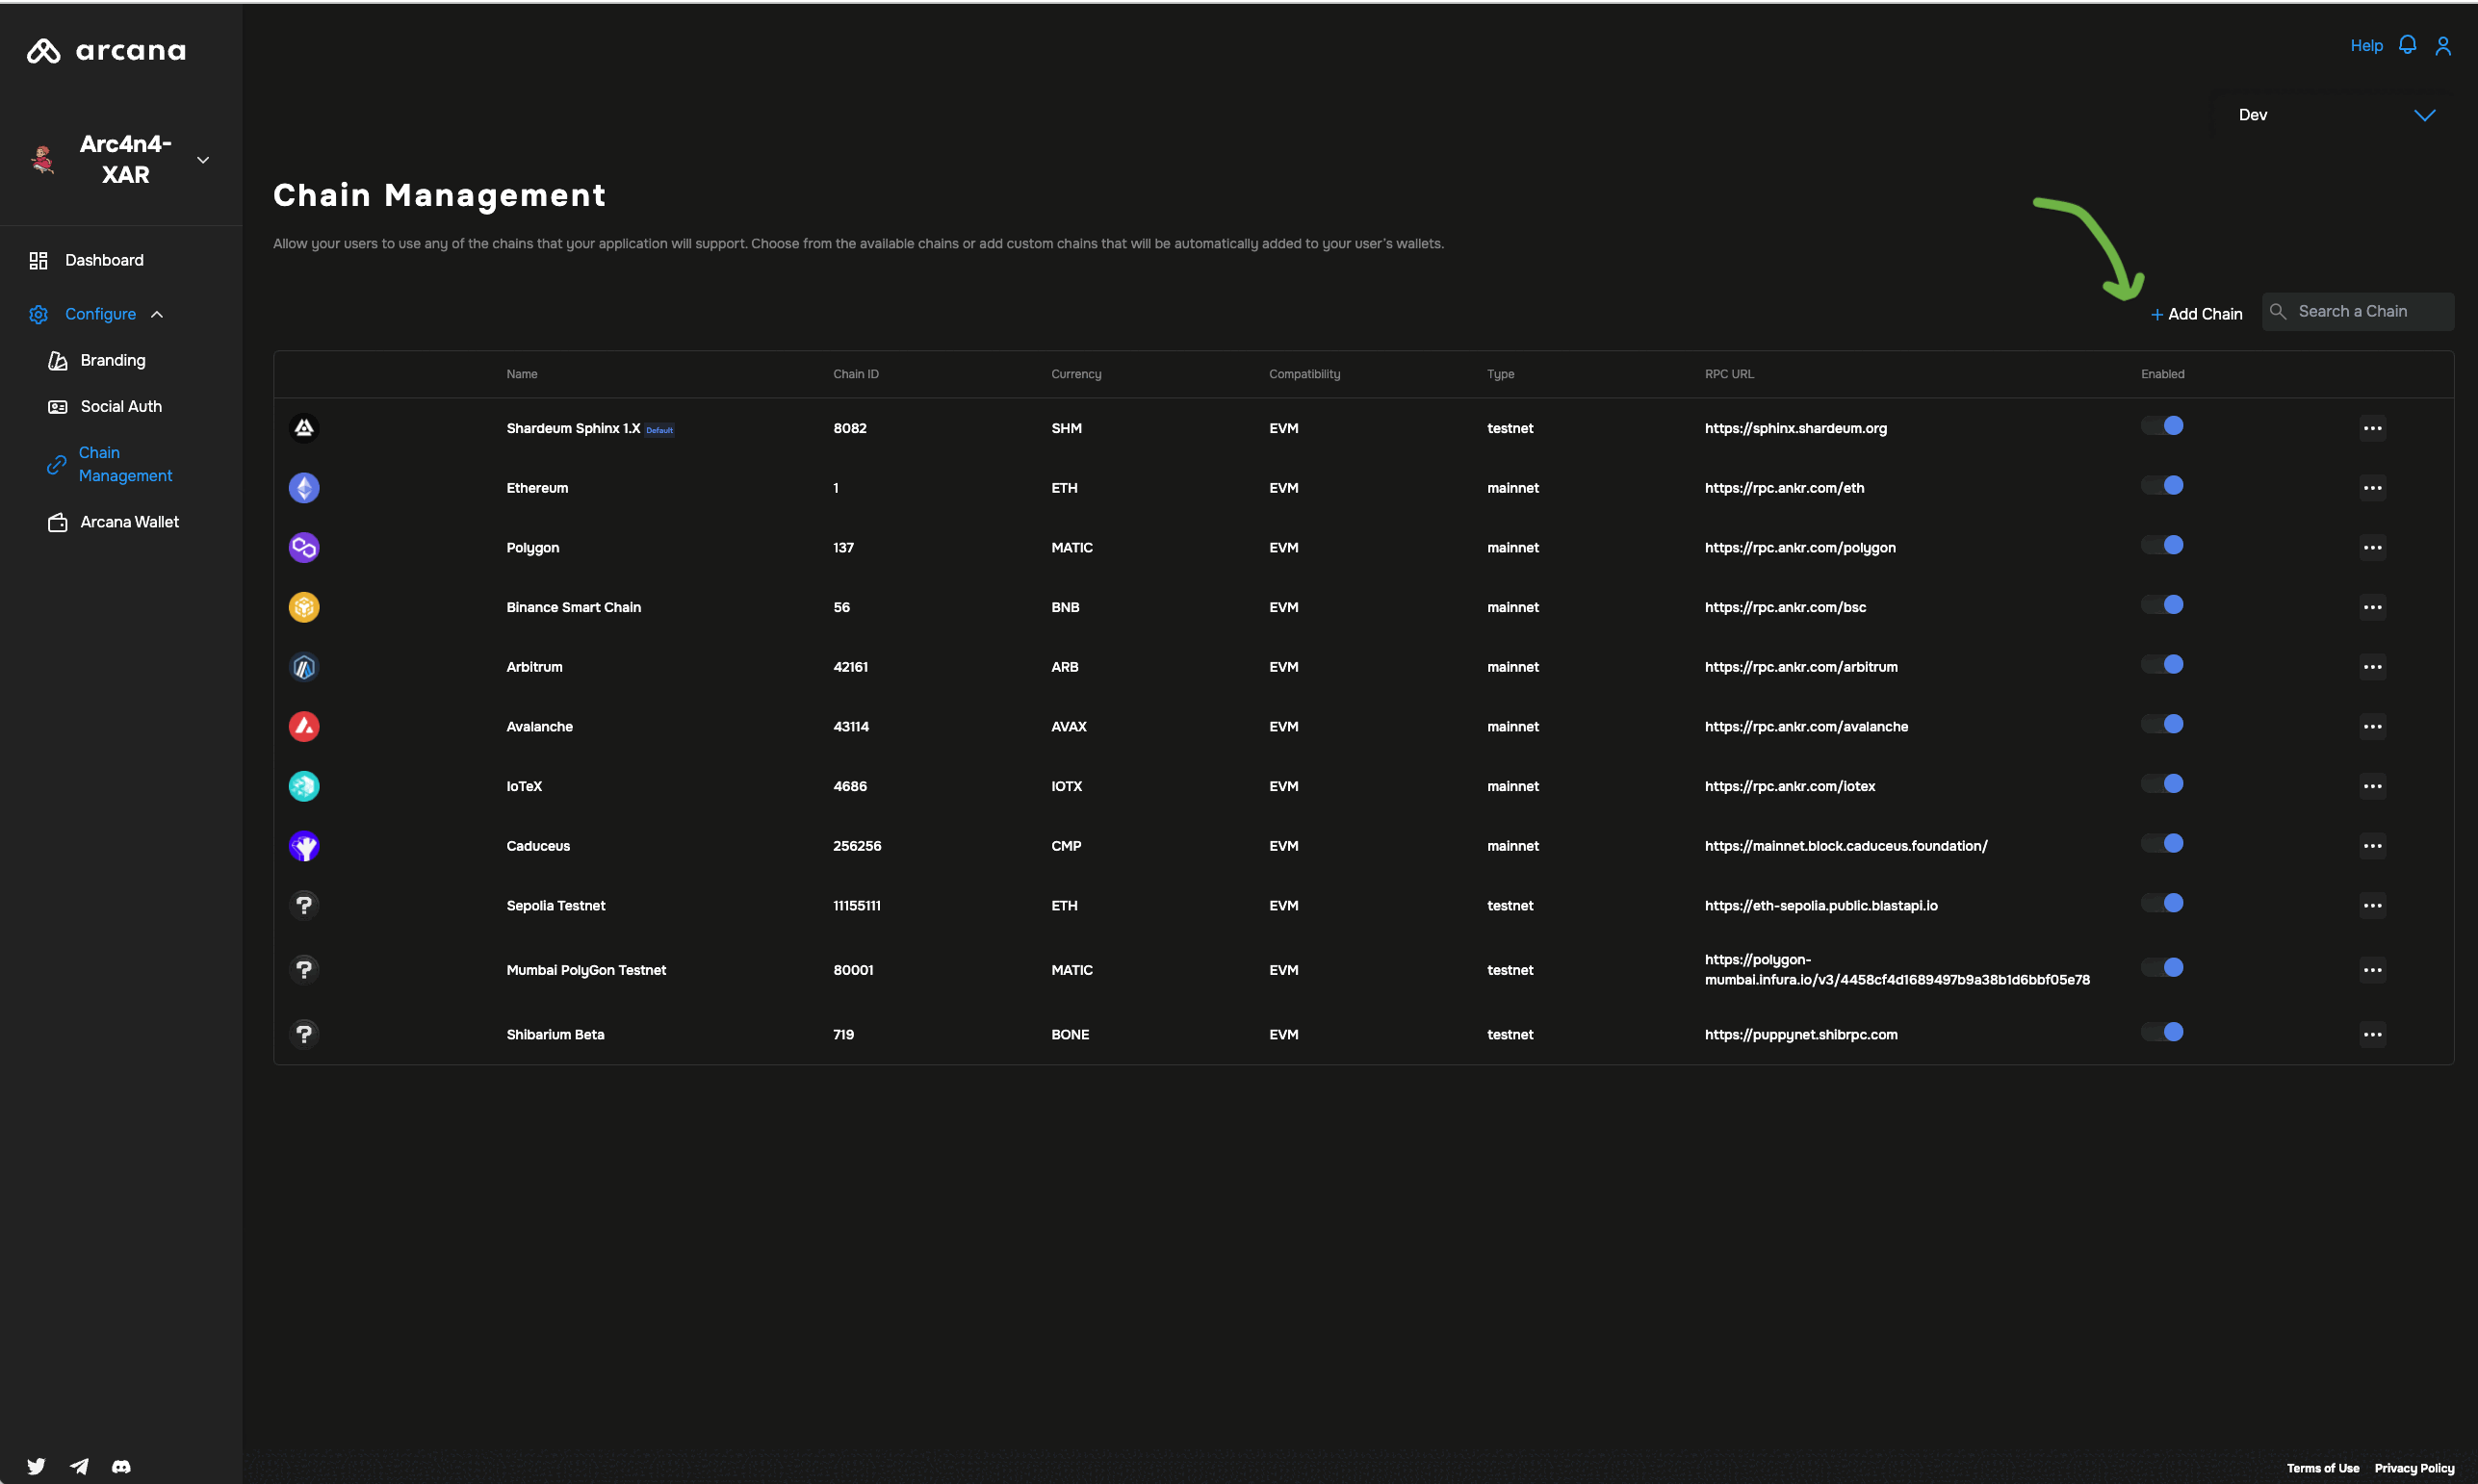 arcana
Help
Dev
Arc4n4-
XAR
Chain Management
Allow your users to use any of the chains that your application will support. Choose from the available chains or add custom chains that will be automatically added to your user's wallets.
Dashboard
Configure
Branding
Social Auth
Chain
Management
Arcana Wallet
+ Add Chain
Search a Chain
Name Chain ID Currency Compatibility Type RPC URL Enabled
Shardeum Sphinx 1.X Default 8082 SHM EVM testnet https://sphinx.shardeum.org
Ethereum 1 ETH EVM mainnet https://rpc.ankr.com/eth
Polygon 137 MATIC EVM mainnet https://rpc.ankr.com/polygon
Binance Smart Chain 56 BNB EVM mainnet https://rpc.ankr.com/bsc
Arbitrum 42161 ARB EVM mainnet https://rpc.ankr.com/arbitrum
Avalanche 43114 AVAX EVM mainnet https://rpc.ankr.com/avalanche
IoTeX 4686 IOTX EVM mainnet https://rpc.ankr.com/iotex
Caduceus 256256 CMP EVM mainnet https://mainnet.block.caduceus.foundation/
? Sepolia Testnet 11155111 ETH EVM testnet https://eth-sepolia.public.blastapi.io
? Mumbai PolyGon Testnet 80001 MATIC EVM testnet https://polygon-
mumbai.infura.io/v3/4458cf4d1689497b9a38b1d6bbf05e78
? Shibarium Beta 719 BONE EVM testnet https://puppynet.shibrpc.com
Terms of Use Privacy Policy